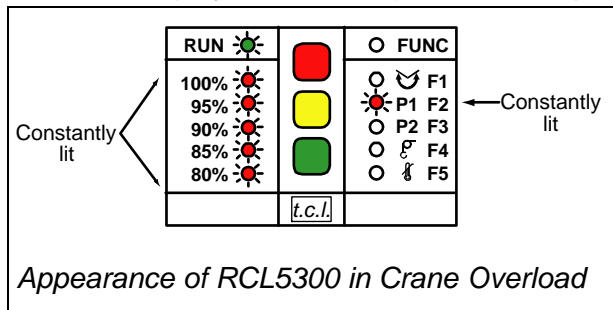 RUN
100%
95%
90%
85%
80%
Constantly
lit
t.c.l.
FUNC
F1
P1 F2
P2 F3
F4
F5
Constantly
lit
Appearance of RCL5300 in Crane Overload